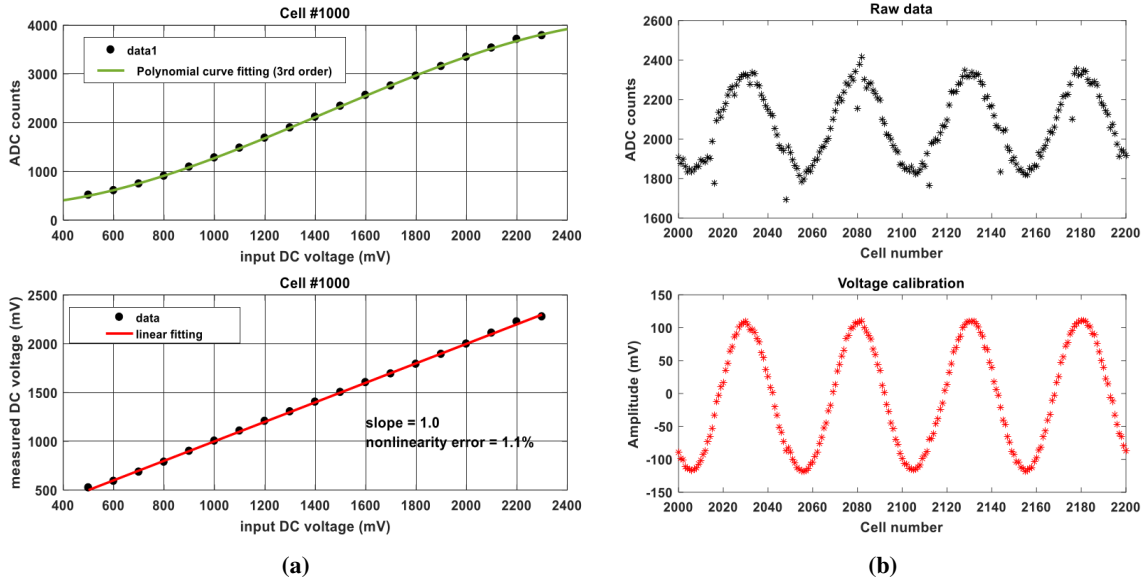 Cell #1000
4000
3000
2000
1000
0
ADC counts
data1
Polynomial curve fitting (3rd order)
400 600 800 1000 1200 1400 1600 1800 2000 2200 2400
input DC voltage (mV)
Cell #1000
2500
2000
1500
1000
500
measured DC voltage (mV)
data
linear fitting
slope = 1.0
nonlinearity error = 1.1%
400 600 800 1000 1200 1400 1600 1800 2000 2200 2400
input DC voltage (mV)
(a)
Raw data
2600
2400
2200
2000
1800
1600
ADC counts
2000 2020 2040 2060 2080 2100 2120 2140 2160 2180 2200
Cell number
Voltage calibration
150
100
50
0
-50
-100
-150
Amplitude (mV)
2000 2020 2040 2060 2080 2100 2120 2140 2160 2180 2200
Cell number
(b)